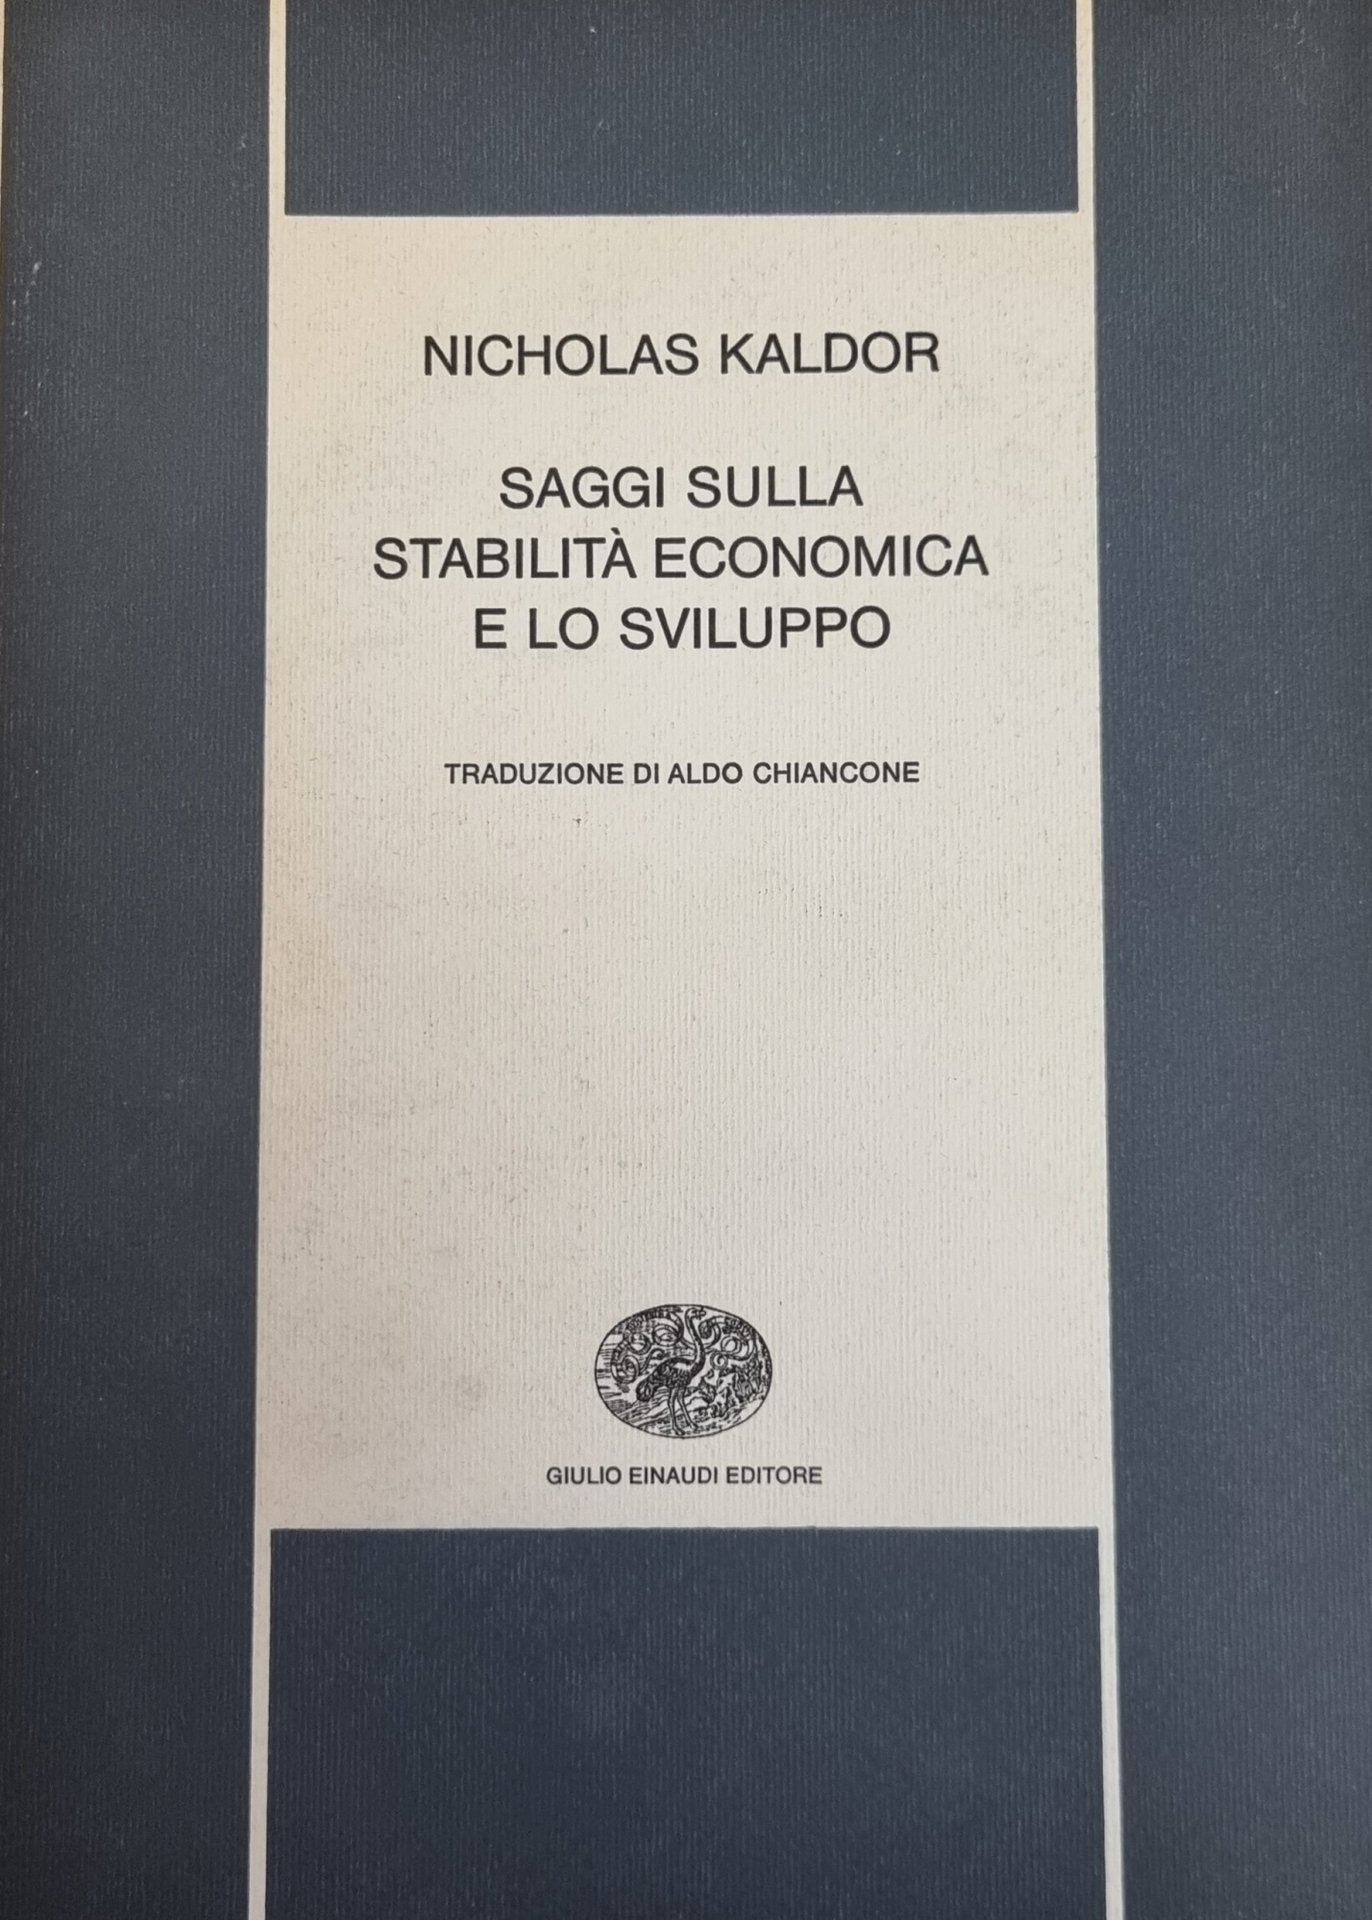 NICHOLAS KALDOR
SAGGI SULLA
STABILITÀ ECONOMICA
E LO SVILUPPO
TRADUZIONE DI ALDO CHIANCONE
GIULIO EINAUDI EDITORE